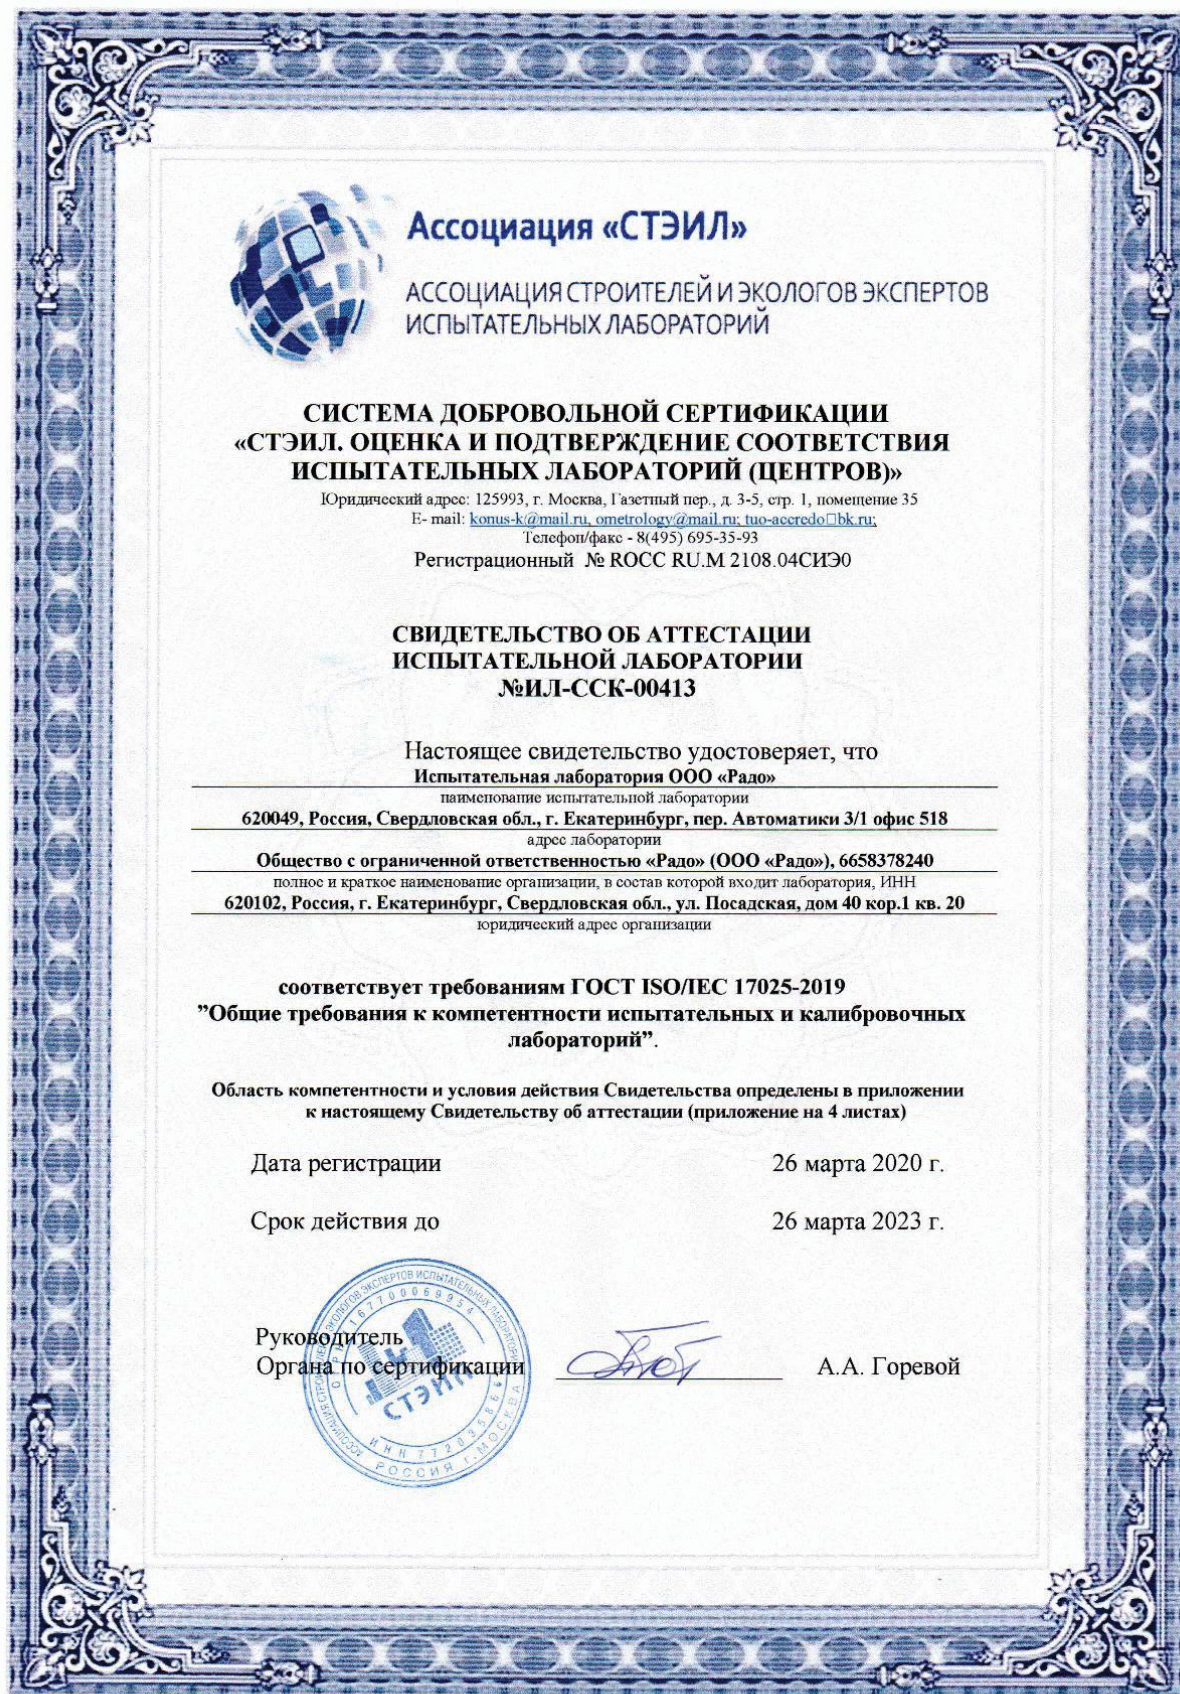 Ассоциация «СТЭИЛ»
АССОЦИАЦИЯ СТРОИТЕЛЕЙ И ЭКОЛОГОВ ЭКСПЕРТОВ
ИСПЫТАТЕЛЬНЫХ ЛАБОРАТОРИЙ
СИСТЕМА ДОБРОВОЛЬНОЙ СЕРТИФИКАЦИИ
«СТЭИЛ. ОЦЕНКА И ПОДТВЕРЖДЕНИЕ СООТВЕТСТВИЯ
ИСПЫТАТЕЛЬНЫХ ЛАБОРАТОРИЙ (ЦЕНТРОВ)»
Юридический адрес: 125993, г. Москва, Газетный пер., д. 3-5, стр. 1, помещение 35
E- mail: konus-k@mail.ru, ometrology@mail.ru; tuo-accredo□bk.ru;
Телефон/факс - 8(495) 695-35-93
Регистрационный № РОСС RU.М 2108.04СИЭ0
СВИДЕТЕЛЬСТВО ОБ АТТЕСТАЦИИ
ИСПЫТАТЕЛЬНОЙ ЛАБОРАТОРИИ
№ИЛ-ССК-00413
Настоящее свидетельство удостоверяет, что
Испытательная лаборатория ООО «Радо»
наименование испытательной лаборатории
620049, Россия, Свердловская обл., г. Екатеринбург, пер. Автоматики 3/1 офис 518
адрес лаборатории
Общество с ограниченной ответственностью «Радо» (ООО «Радо»), 6658378240
полное и краткое наименование организации, в состав которой входит лаборатория, ИНН
620102, Россия, г. Екатеринбург, Свердловская обл., ул. Посадская, дом 40 кор.1 кв. 20
юридический адрес организации
соответствует требованиям ГОСТ ISO/IEC 17025-2019
”Общие требования к компетентности испытательных и калибровочных
лабораторий”.
Область компетентности и условия действия Свидетельства определены в приложении
к настоящему Свидетельству об аттестации (приложение на 4 листах)
Дата регистрации 26 марта 2020 г.
Срок действия до 26 марта 2023 г.
Руководитель
Органа по сертификации А.А. Горевой
АССОЦИАЦИЯ СТРОИТЕЛЕЙ И ЭКОЛОГОВ ЭКСПЕРТОВ ИСПЫТАТЕЛЬНЫХ ЛАБОРАТОРИЙ
СТЭИЛ
РОССИЯ г. МОСКВА